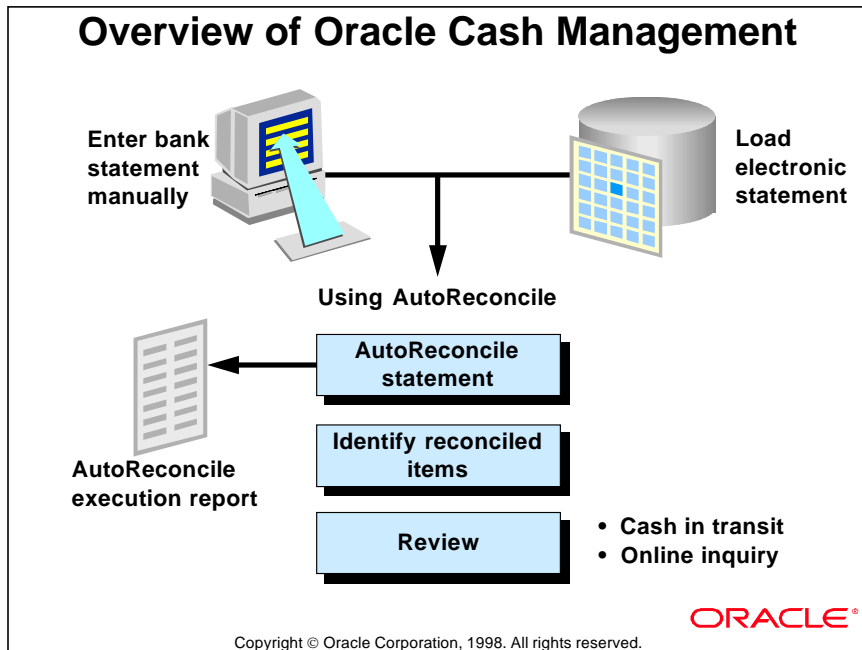 Overview of Oracle Cash Management
Enter bank
statement
manually
Load
electronic
statement
Using AutoReconcile
AutoReconcile
statement
AutoReconcile
execution report
Identify reconciled
items
Review
• Cash in transit
• Online inquiry
ORACLE®
Copyright © Oracle Corporation, 1998. All rights reserved.